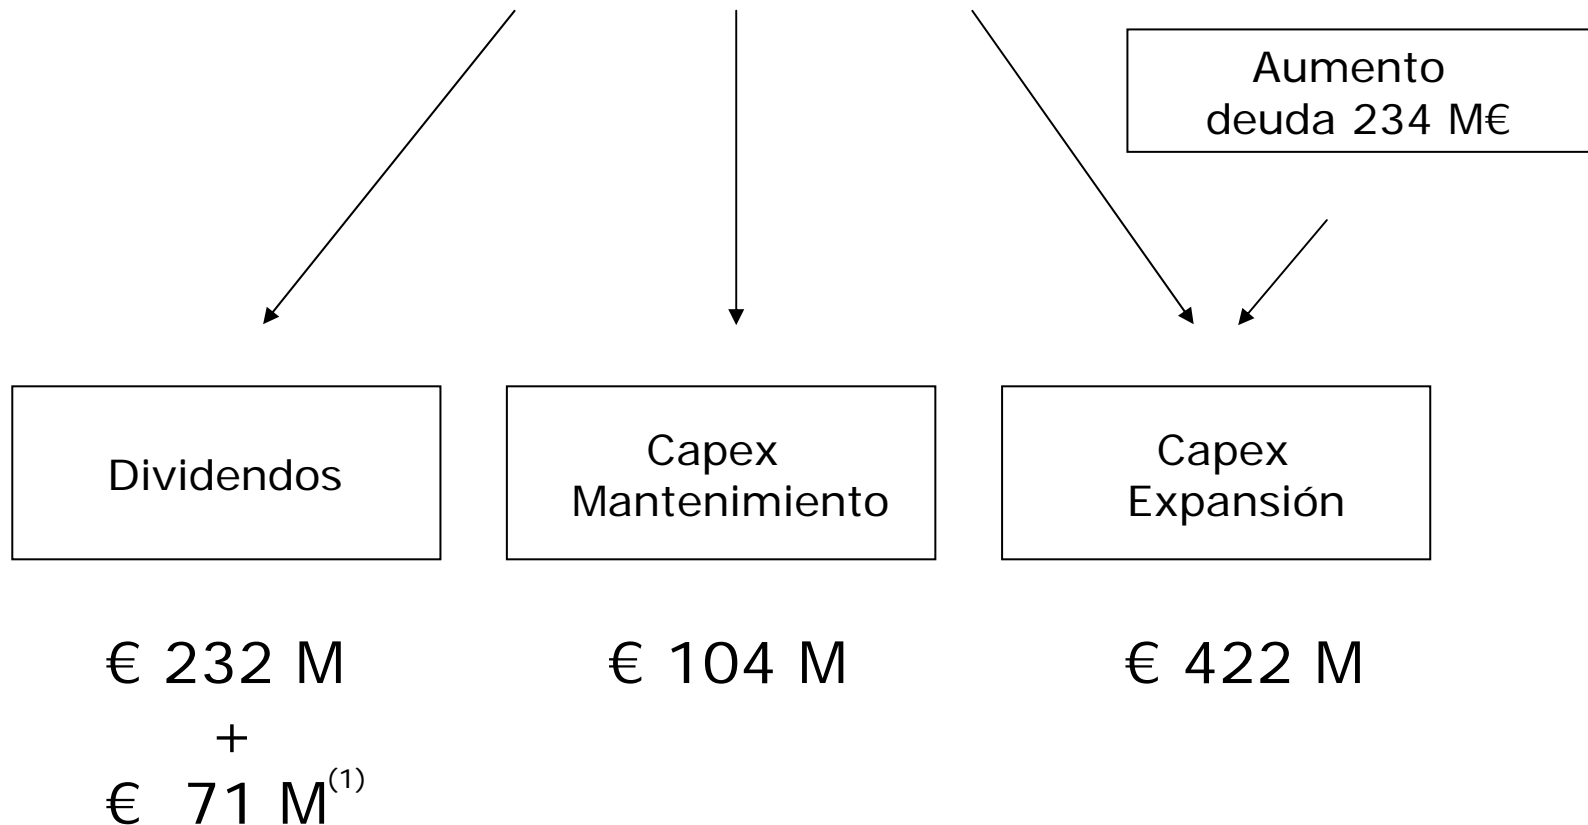 Aumento
deuda 234 M€
Dividendos
Capex
Mantenimiento
Capex
Expansión
€ 232 M
+
€ 71 M(1)
€ 104 M
€ 422 M